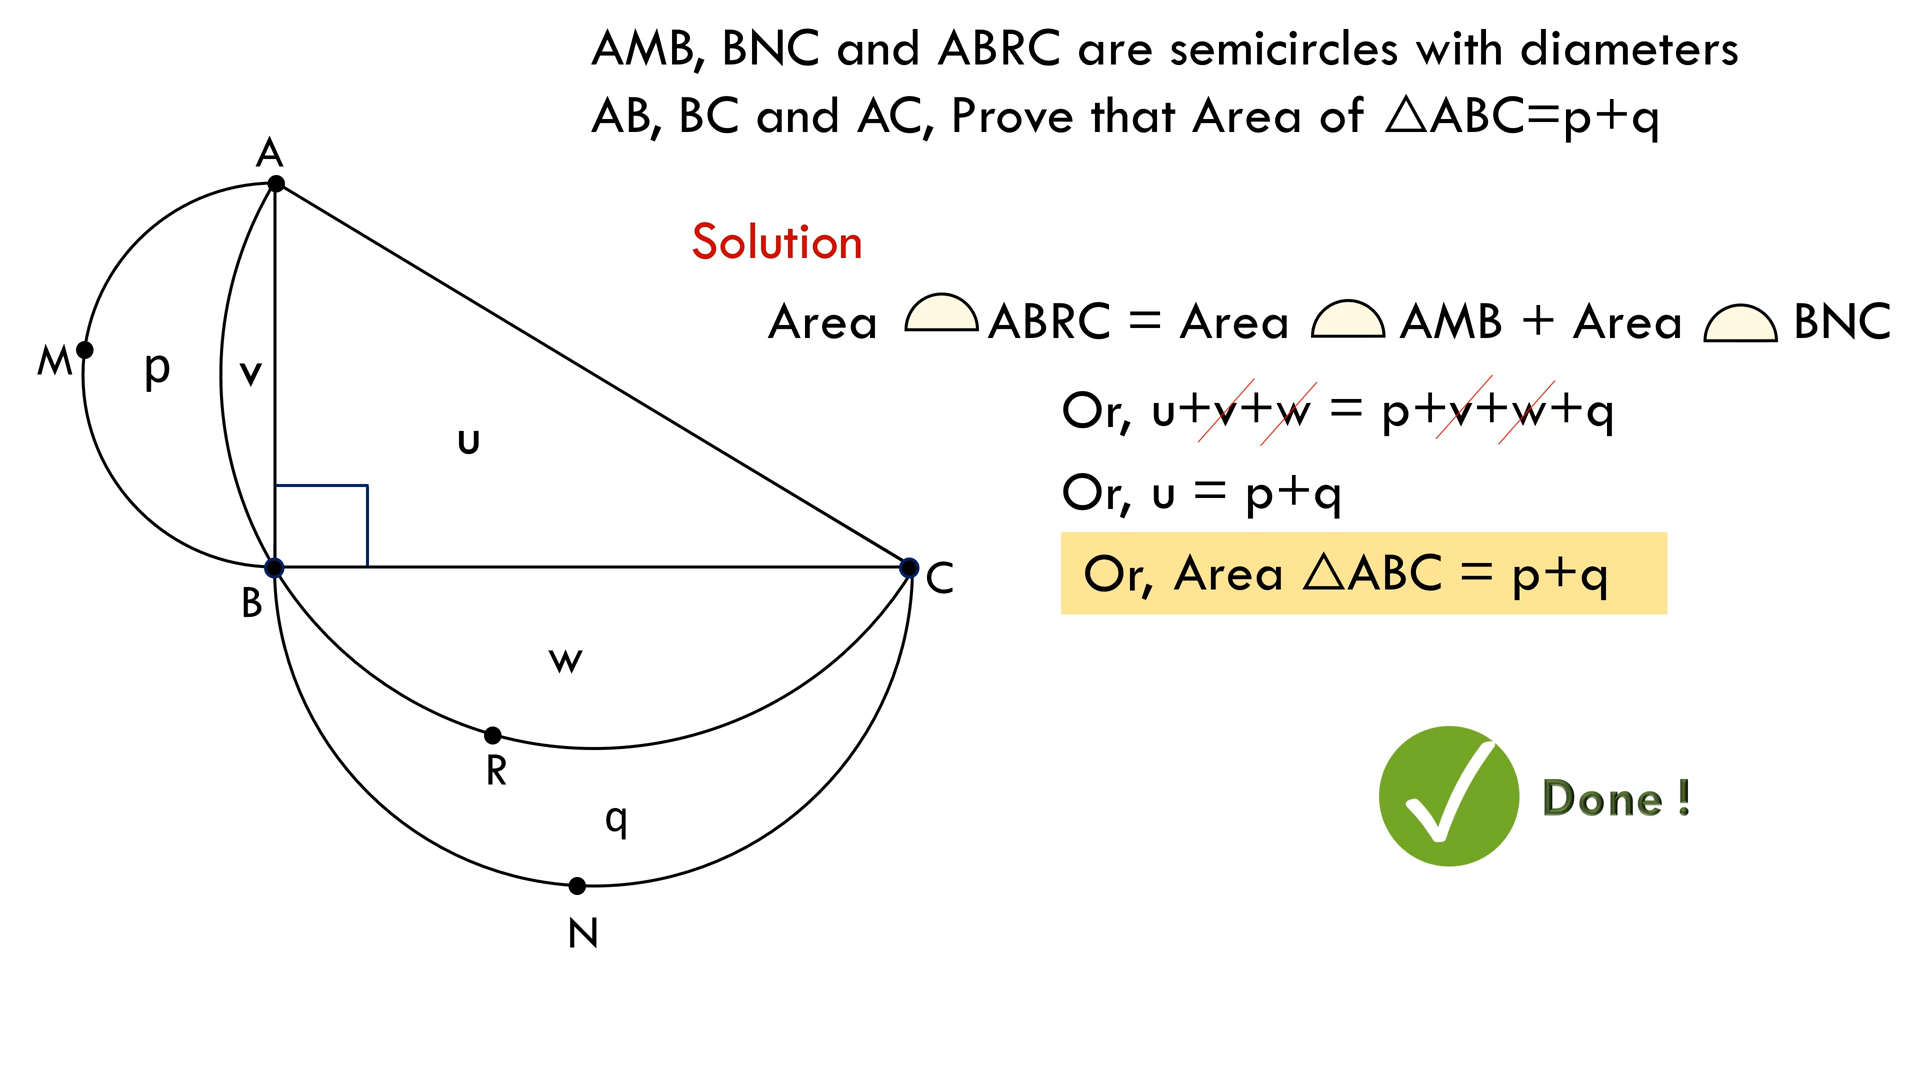 AMB, BNC and ABRC are semicircles with diameters
AB, BC and AC, Prove that Area of △ABC=p+q
A
Solution
Area ABRC = Area AMB + Area BNC
M
p
v
Or, u+v+w = p+v+w+q
u
Or, u = p+q
Or, Area △ABC = p+q
B
C
w
R
Done !
q
N